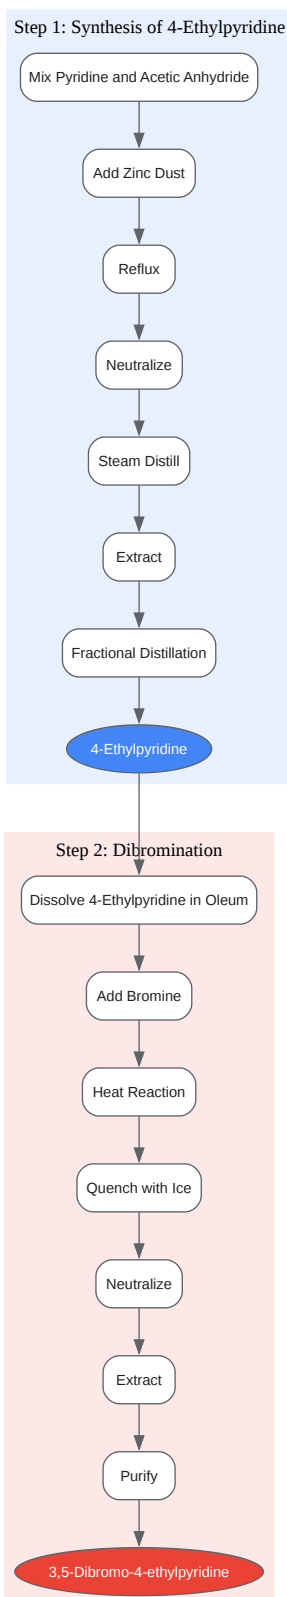 Step 1: Synthesis of 4-Ethylpyridine
Mix Pyridine and Acetic Anhydride
Add Zinc Dust
Reflux
Neutralize
Steam Distill
Extract
Fractional Distillation
4-Ethylpyridine
Step 2: Dibromination
Dissolve 4-Ethylpyridine in Oleum
Add Bromine
Heat Reaction
Quench with Ice
Neutralize
Extract
Purify
3,5-Dibromo-4-ethylpyridine